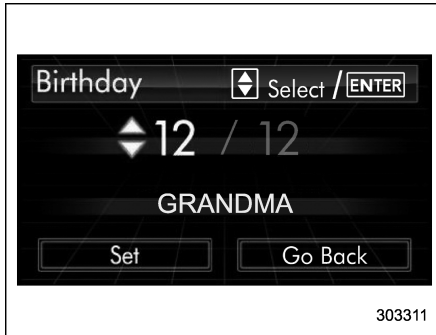 Birthday Select / ENTER
12 / 12
GRANDMA
Set Go Back
303311